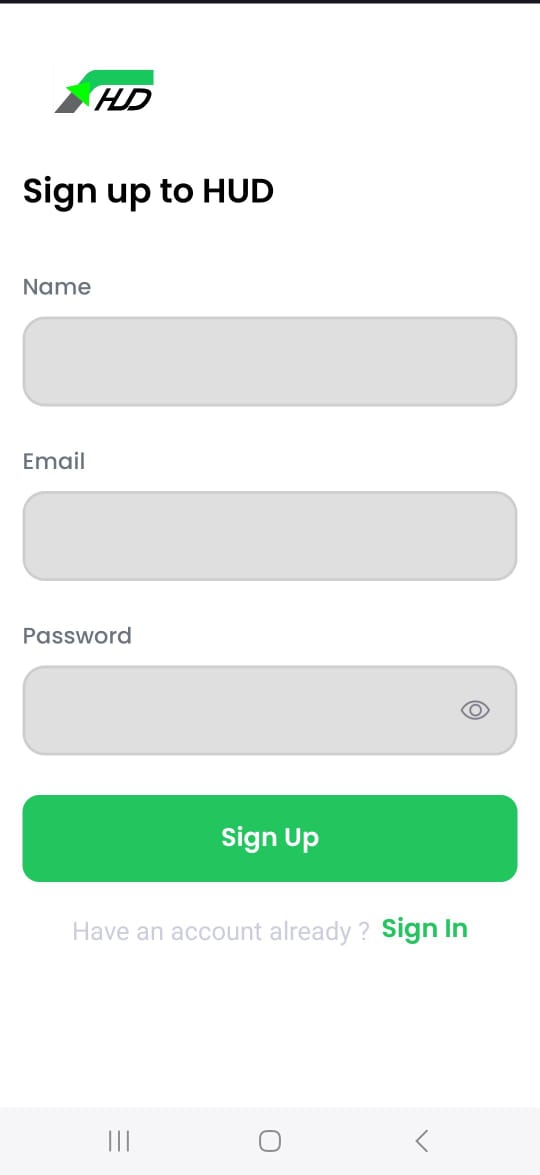 HUD
Sign up to HUD
Name
Email
Password
Sign Up
Have an account already ? Sign In